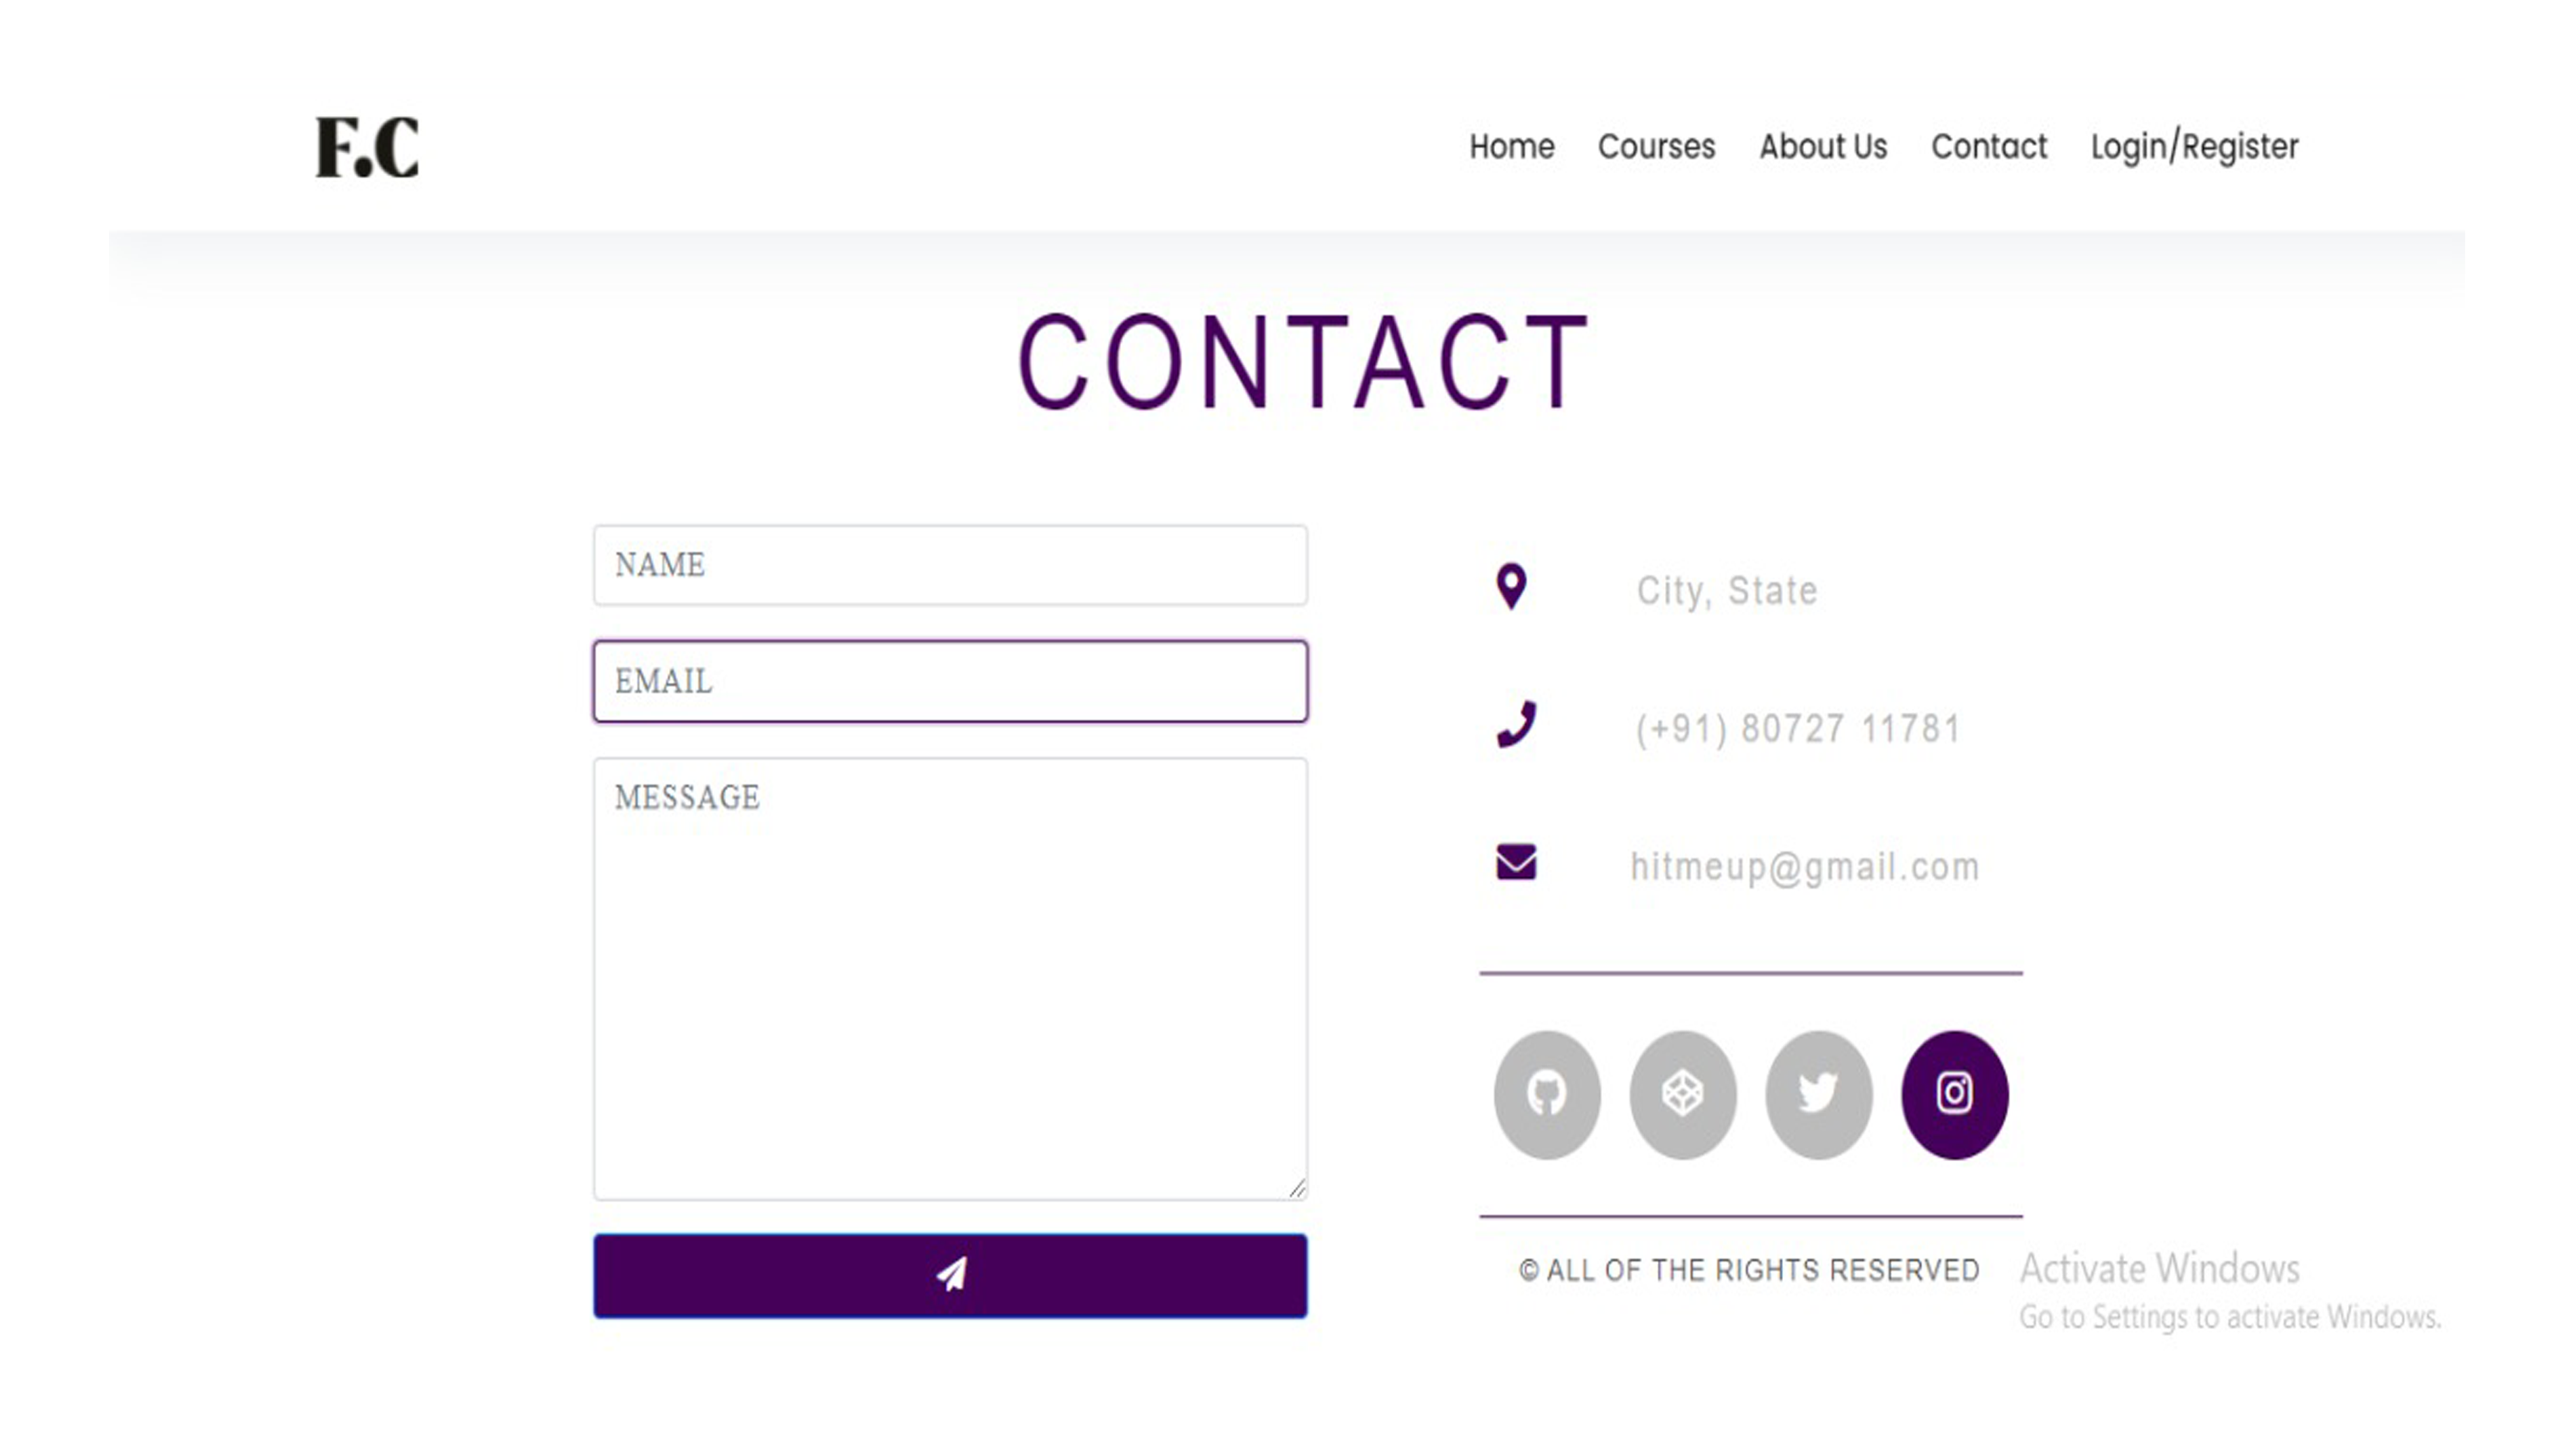 F.C
Home Courses About Us Contact Login/Register
CONTACT
NAME
EMAIL
MESSAGE
City, State
(+91) 80727 11781
hitmeup@gmail.com
© ALL OF THE RIGHTS RESERVED
Activate Windows
Go to Settings to activate Windows.